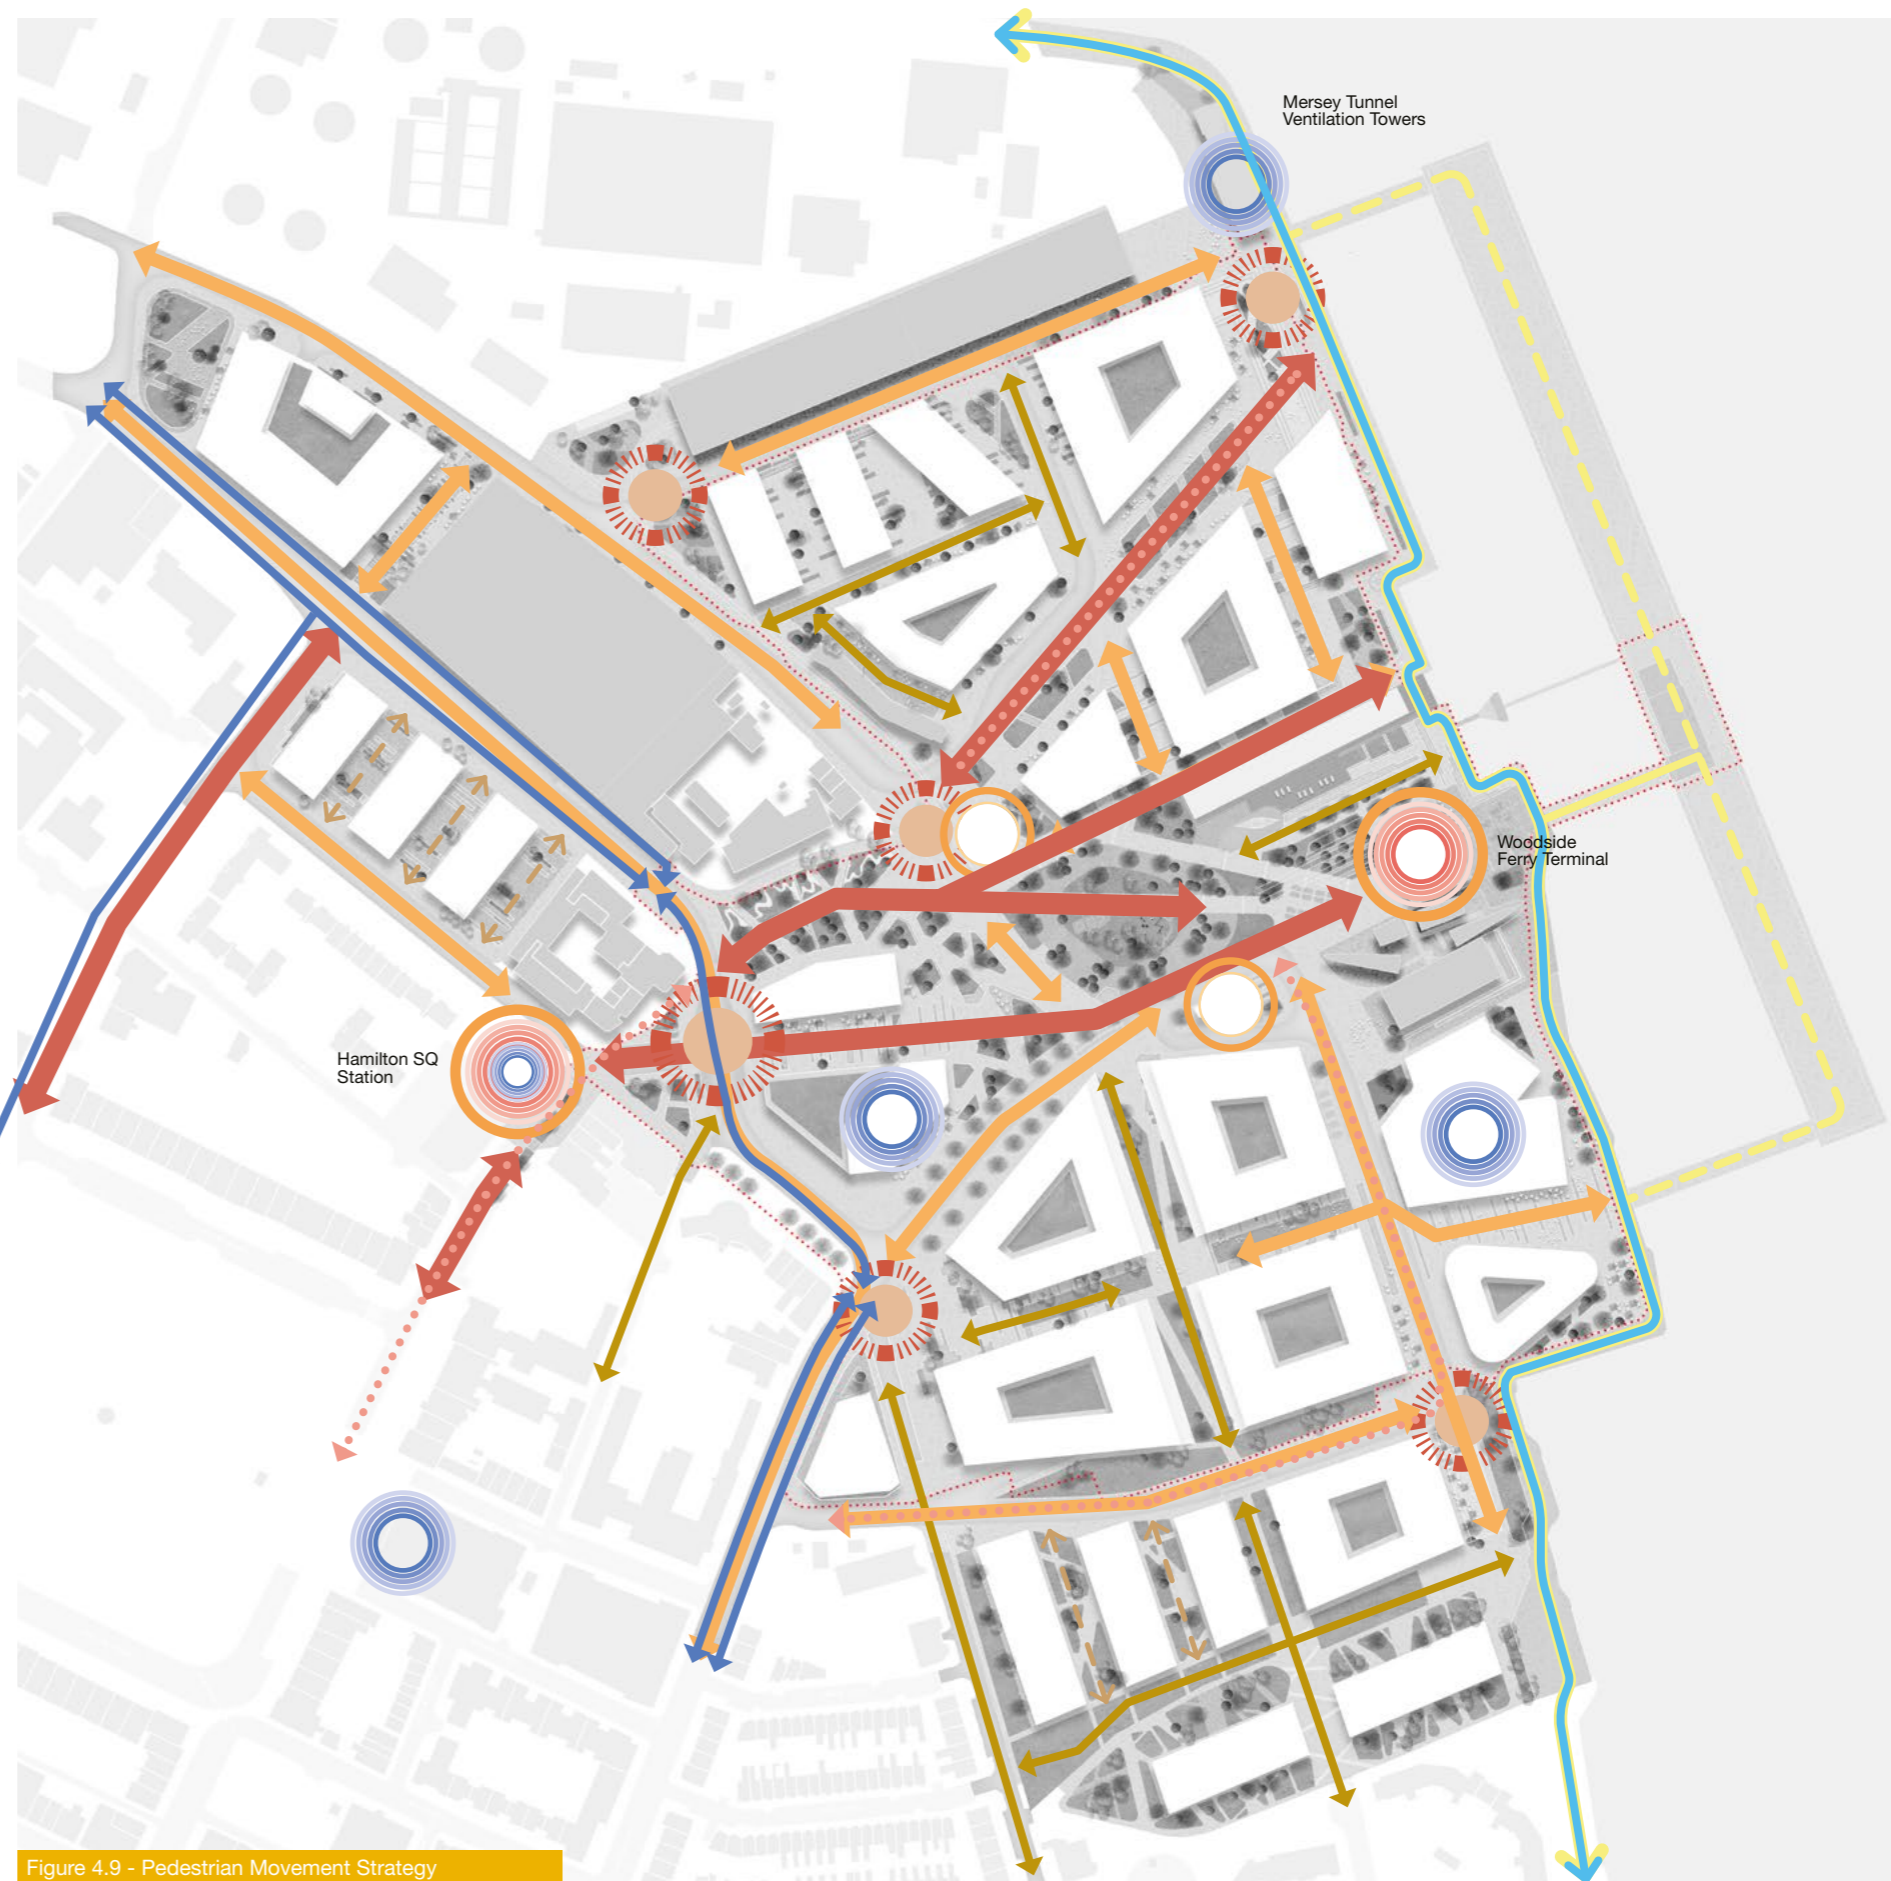 Mersey Tunnel
Ventilation Towers
Woodside
Ferry Terminal
Hamilton SQ
Station
Figure 4.9 - Pedestrian Movement Strategy